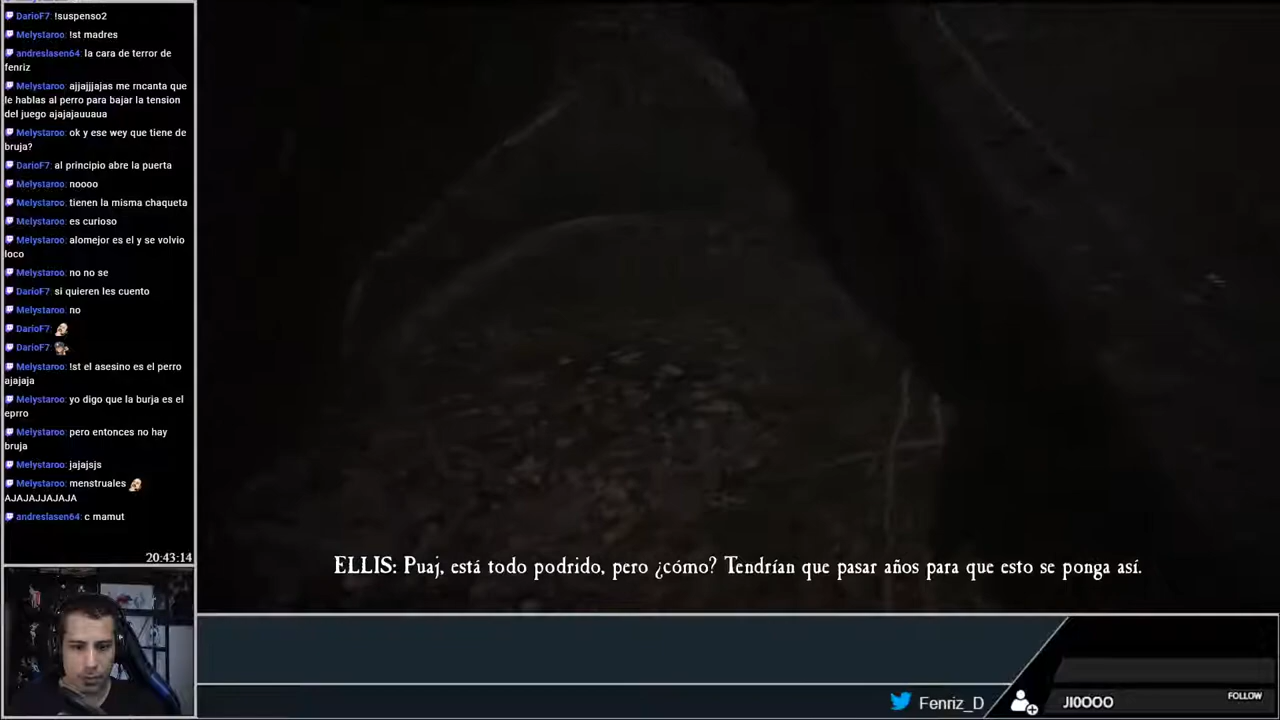 DarioF7: !suspenso2
Melystaroo: !st madres
andreslasen64: la cara de terror de
fenriz
Melystaroo: ajjajjjajas me rncanta que
le hablas al perro para bajar la tension
del juego ajajajauuaua
Melystaroo: ok y ese wey que tiene de
bruja?
DarioF7: al principio abre la puerta
Melystaroo: noooo
Melystaroo: tienen la misma chaqueta
Melystaroo: es curioso
Melystaroo: alomejor es el y se volvio
loco
Melystaroo: no no se
DarioF7: si quieren les cuento
Melystaroo: no
DarioF7:
DarioF7:
Melystaroo: !st el asesino es el perro
ajajaja
Melystaroo: yo digo que la burja es el
eprro
Melystaroo: pero entonces no hay
bruja
Melystaroo: jajajsjs
Melystaroo: menstruales
AJAJAJJAJAJA
andreslasen64: c mamut
20:43:14
ELLIS: Puaj, está todo podrido, pero ¿cómo? Tendrían que pasar años para que esto se ponga así.
Fenriz_D
JI0OOO
FOLLOW